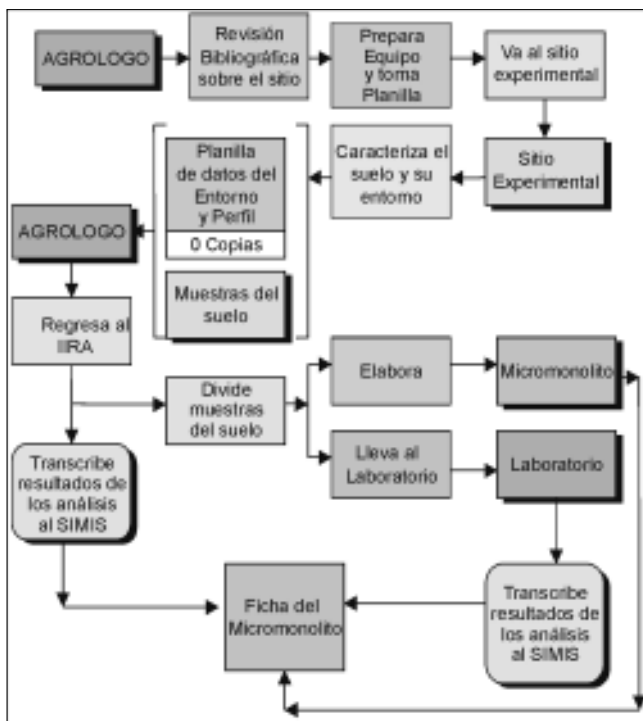 AGROLOGO
Revisión
Bibliográfica
sobre el sitio
Prepara
Equipo
y toma
Planilla
Va al sitio
experimental
Planilla
de datos del
Entorno
y Perfil
0 Copias
Caracteriza el
suelo y su
entorno
Sitio
Experimental
AGROLOGO
Muestras del
suelo
Regresa al
IIRA
Divide
muestras
del suelo
Elabora
Micromonolito
Lleva al
Laboratorio
Laboratorio
Transcribe
resultados de
los análisis
al SIMIS
Ficha del
Micromonolito
Transcribe
resultados de
los análisis
al SIMIS